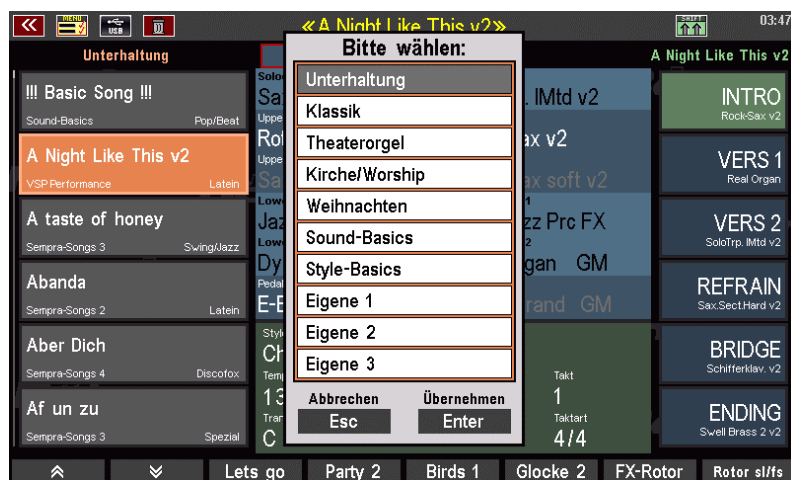 MENU
USB
«A Night Like This v2»
SHIFT
03:47
Unterhaltung
A Night Like This v2
!!! Basic Song !!!
Sound-Basics Pop/Beat
A Night Like This v2
VSP Performance Latein
A taste of honey
Sempra-Songs 3 Swing/Jazz
Abanda
Sempra-Songs 2 Latein
Aber Dich
Sempra-Songs 4 Discofox
Af un zu
Sempra-Songs 3 Spezial
Bitte wählen:
Unterhaltung
Klassik
Theaterorgel
Kirche/Worship
Weihnachten
Sound-Basics
Style-Basics
Eigene 1
Eigene 2
Eigene 3
Abbrechen Übernehmen
Esc Enter
IMtd v2
v2
soft v2
Prc FX
GM
GM
Takt
1
Taktart
4/4
INTRO
Rock-Sax v2
VERS 1
Real Organ
VERS 2
SoloTrp. IMtd v2
REFRAIN
Sax.Sect.Hard v2
BRIDGE
Schifferklav. v2
ENDING
Swell Brass 2 v2
Lets go Party 2 Birds 1 Glocke 2 FX-Rotor Rotor sl/fs